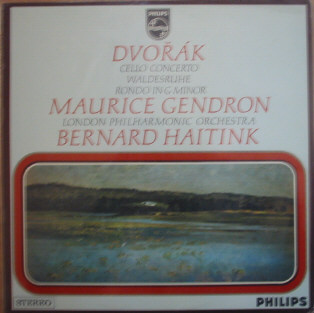 PHILIPS
DVOŘÁK
CELLO CONCERTO
WALDESRUHE
RONDO IN G MINOR
MAURICE GENDRON
LONDON PHILHARMONIC ORCHESTRA
BERNARD HAITINK
STEREO
PHILIPS